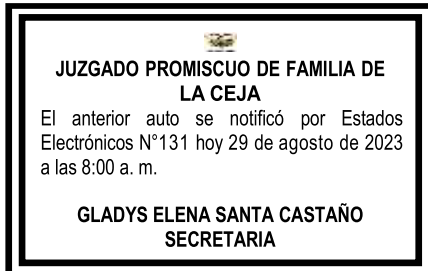 JUZGADO PROMISCUO DE FAMILIA DE
LA CEJA
El anterior auto se notificó por Estados
Electrónicos N°131 hoy 29 de agosto de 2023
a las 8:00 a. m.
GLADYS ELENA SANTA CASTAÑO
SECRETARIA